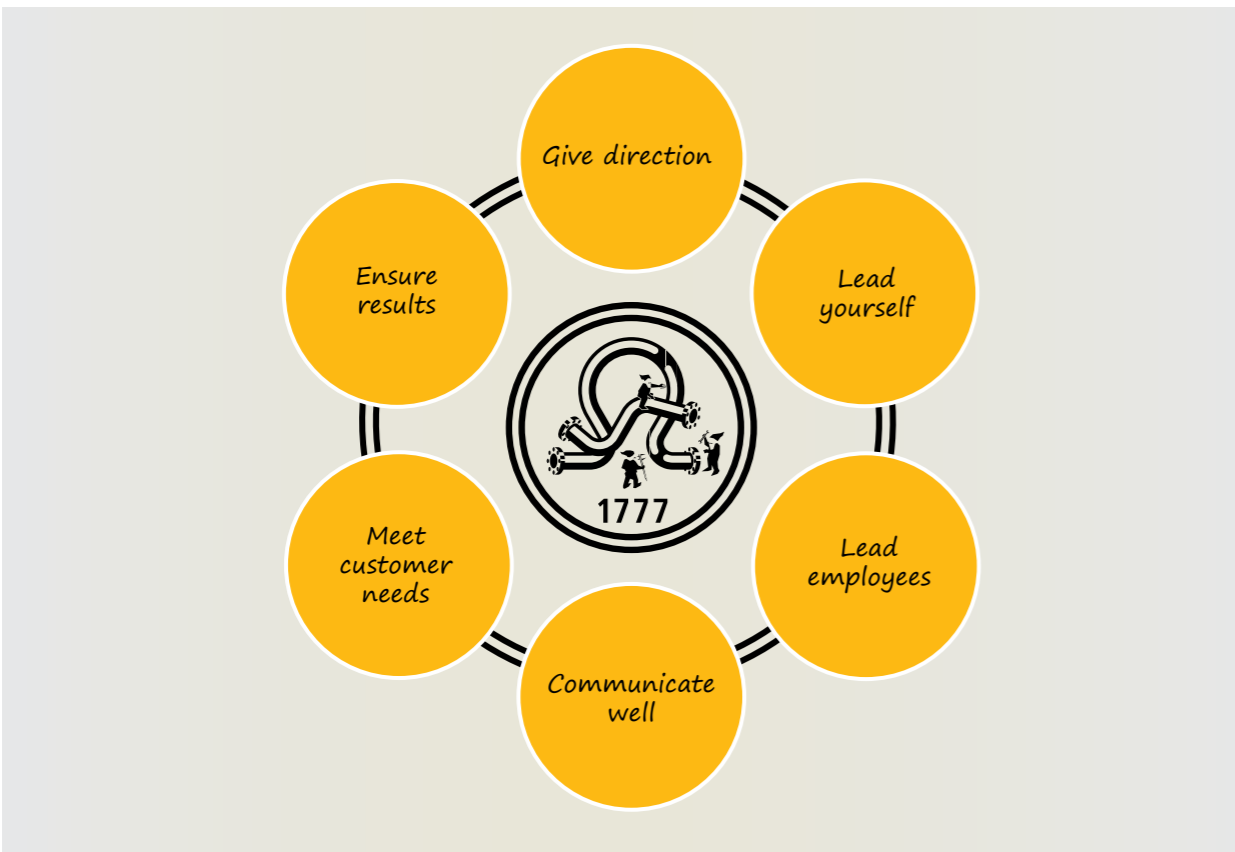 Give direction
Lead
yourself
Lead
employees
Communicate
well
Meet
customer
needs
Ensure
results
1777